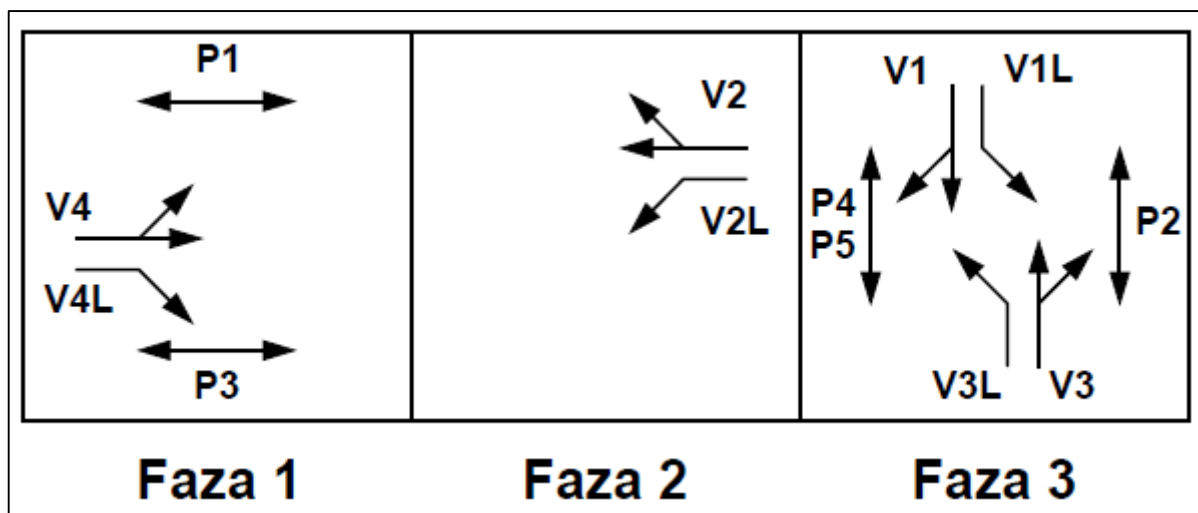 P1
V4
V4L
P3
V2
V2L
V1 V1L
P4
P5
P2
V3L V3
Faza 1 Faza 2 Faza 3